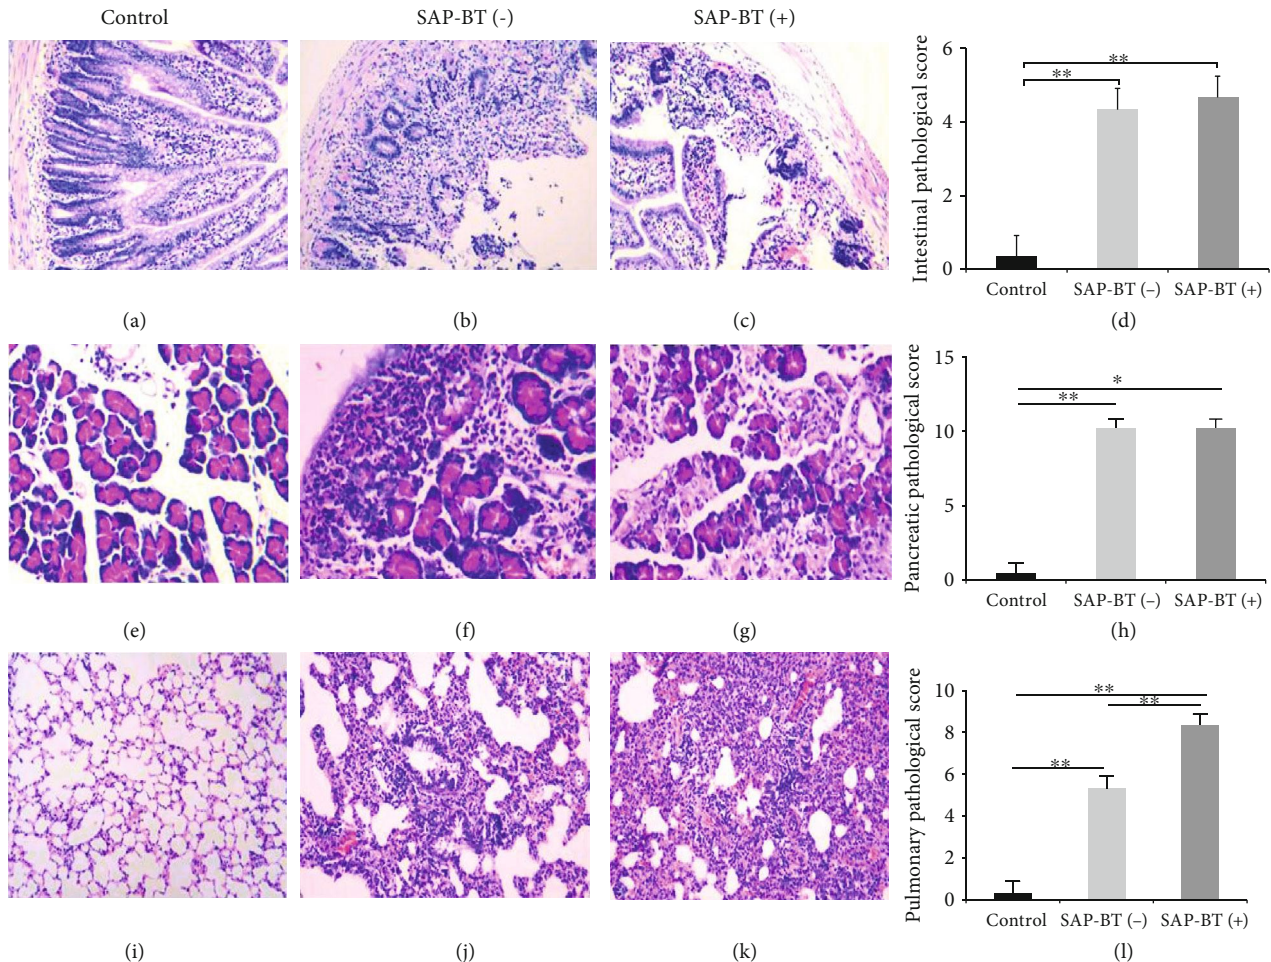 Control SAP-BT (-) SAP-BT (+)
Intestinal pathological score
6
4
2
0
**
**
Control SAP-BT (–) SAP-BT (+)
(a) (b) (c) (d)
Pancreatic pathological score
15
10
5
0
*
**
Control SAP-BT (–) SAP-BT (+)
(e) (f) (g) (h)
Pulmonary pathological score
10
8
6
4
2
0
**
**
**
Control SAP-BT (–) SAP-BT (+)
(i) (j) (k) (l)